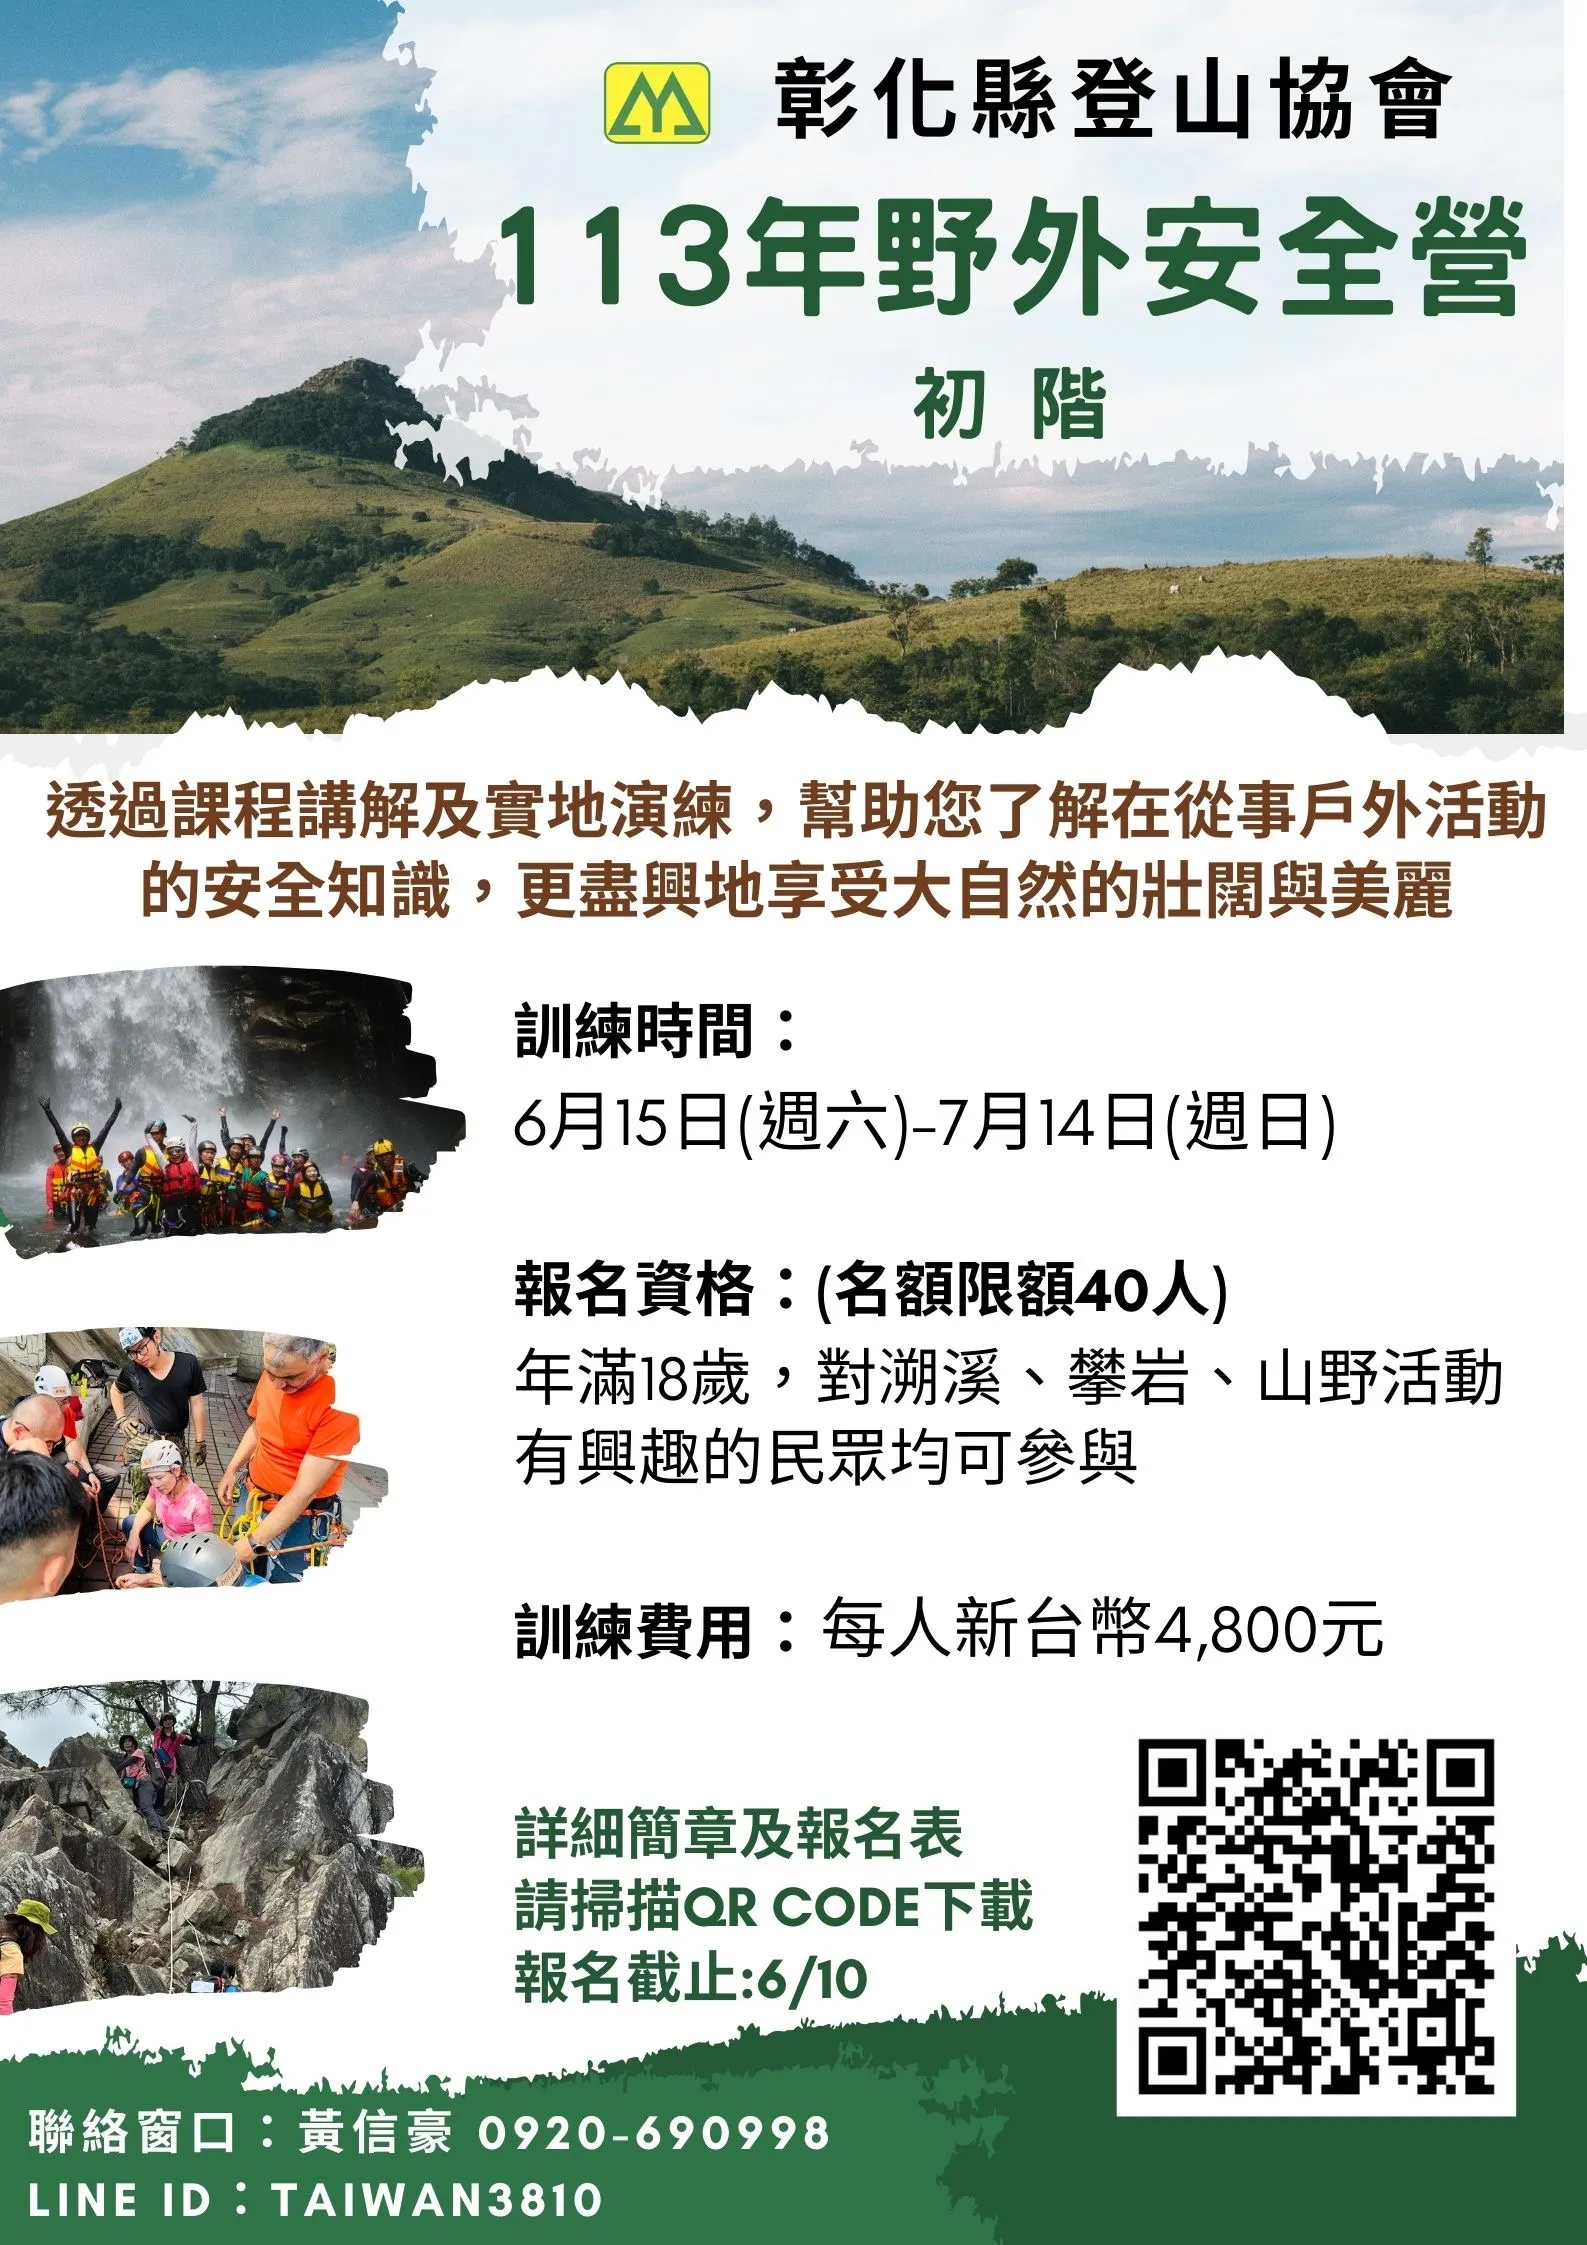 彰化縣登山協會
113年野外安全營
初 階
透過課程講解及實地演練，幫助您了解在從事戶外活動
的安全知識，更盡興地享受大自然的壯闊與美麗
訓練時間：
6月15日(週六)-7月14日(週日)
報名資格：(名額限額40人)
年滿18歲，對溯溪、攀岩、山野活動
有興趣的民眾均可參與
訓練費用：每人新台幣4,800元
詳細簡章及報名表
請掃描QR CODE下載
報名截止:6/10
聯絡窗口：黃信豪 0920-690998
LINE ID：TAIWAN3810